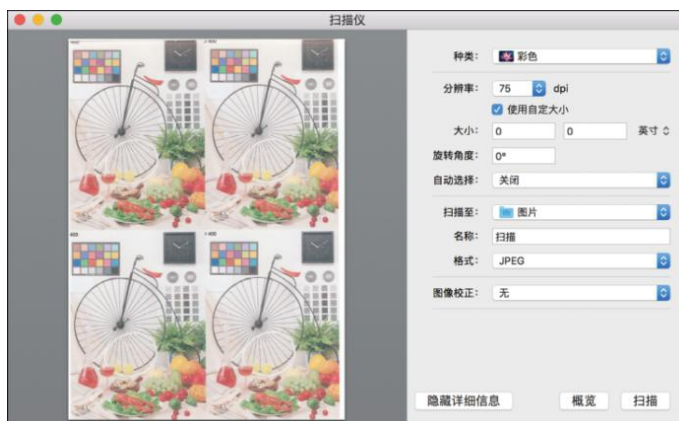 扫描仪
种类： 彩色
分辨率： 75 dpi
使用自定大小
大小： 0 0 英寸
旋转角度： 0°
自动选择： 关闭
扫描至： 图片
名称： 扫描
格式： JPEG
图像校正： 无
隐藏详细信息 概览 扫描